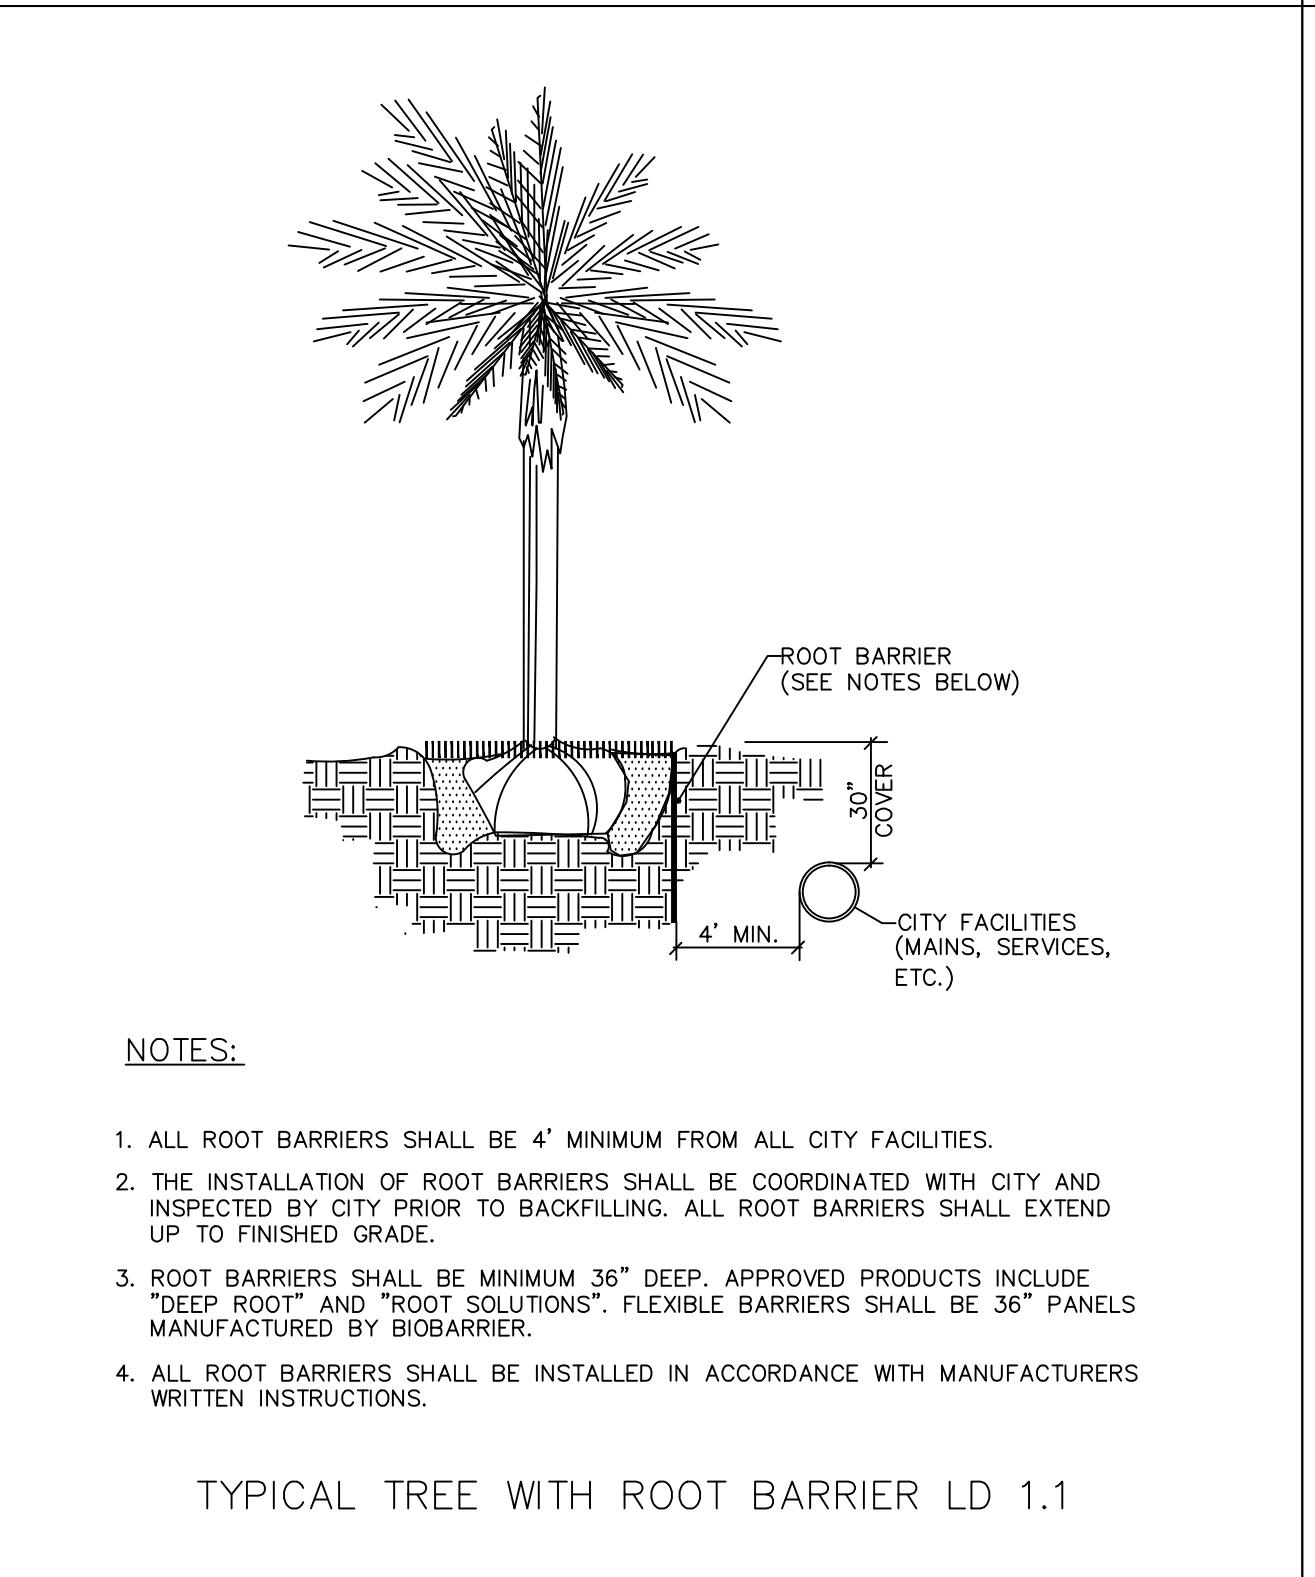 ROOT BARRIER
(SEE NOTES BELOW)
30"
COVER
4' MIN.
CITY FACILITIES
(MAINS, SERVICES,
ETC.)
NOTES:
1. ALL ROOT BARRIERS SHALL BE 4' MINIMUM FROM ALL CITY FACILITIES.
2. THE INSTALLATION OF ROOT BARRIERS SHALL BE COORDINATED WITH CITY AND
INSPECTED BY CITY PRIOR TO BACKFILLING. ALL ROOT BARRIERS SHALL EXTEND
UP TO FINISHED GRADE.
3. ROOT BARRIERS SHALL BE MINIMUM 36" DEEP. APPROVED PRODUCTS INCLUDE
"DEEP ROOT" AND "ROOT SOLUTIONS". FLEXIBLE BARRIERS SHALL BE 36" PANELS
MANUFACTURED BY BIOBARRIER.
4. ALL ROOT BARRIERS SHALL BE INSTALLED IN ACCORDANCE WITH MANUFACTURERS
WRITTEN INSTRUCTIONS.
TYPICAL TREE WITH ROOT BARRIER LD 1.1